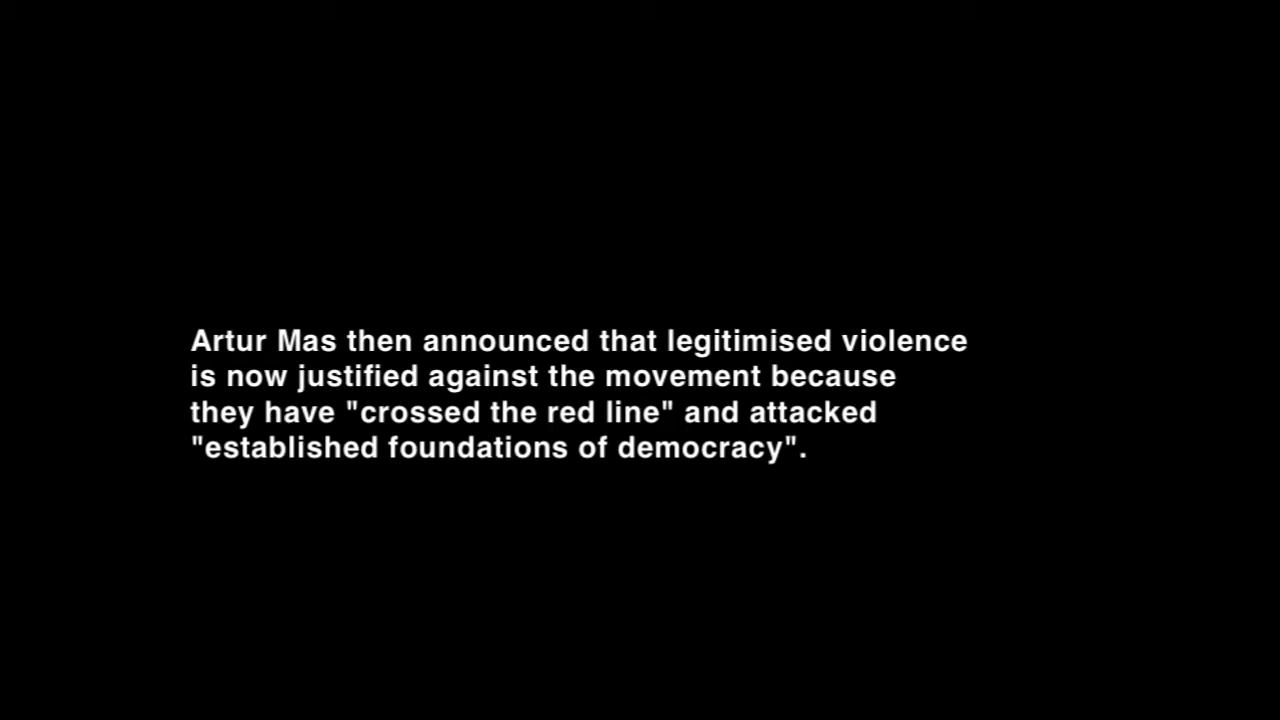 Artur Mas then announced that legitimised violence
is now justified against the movement because
they have "crossed the red line" and attacked
"established foundations of democracy".